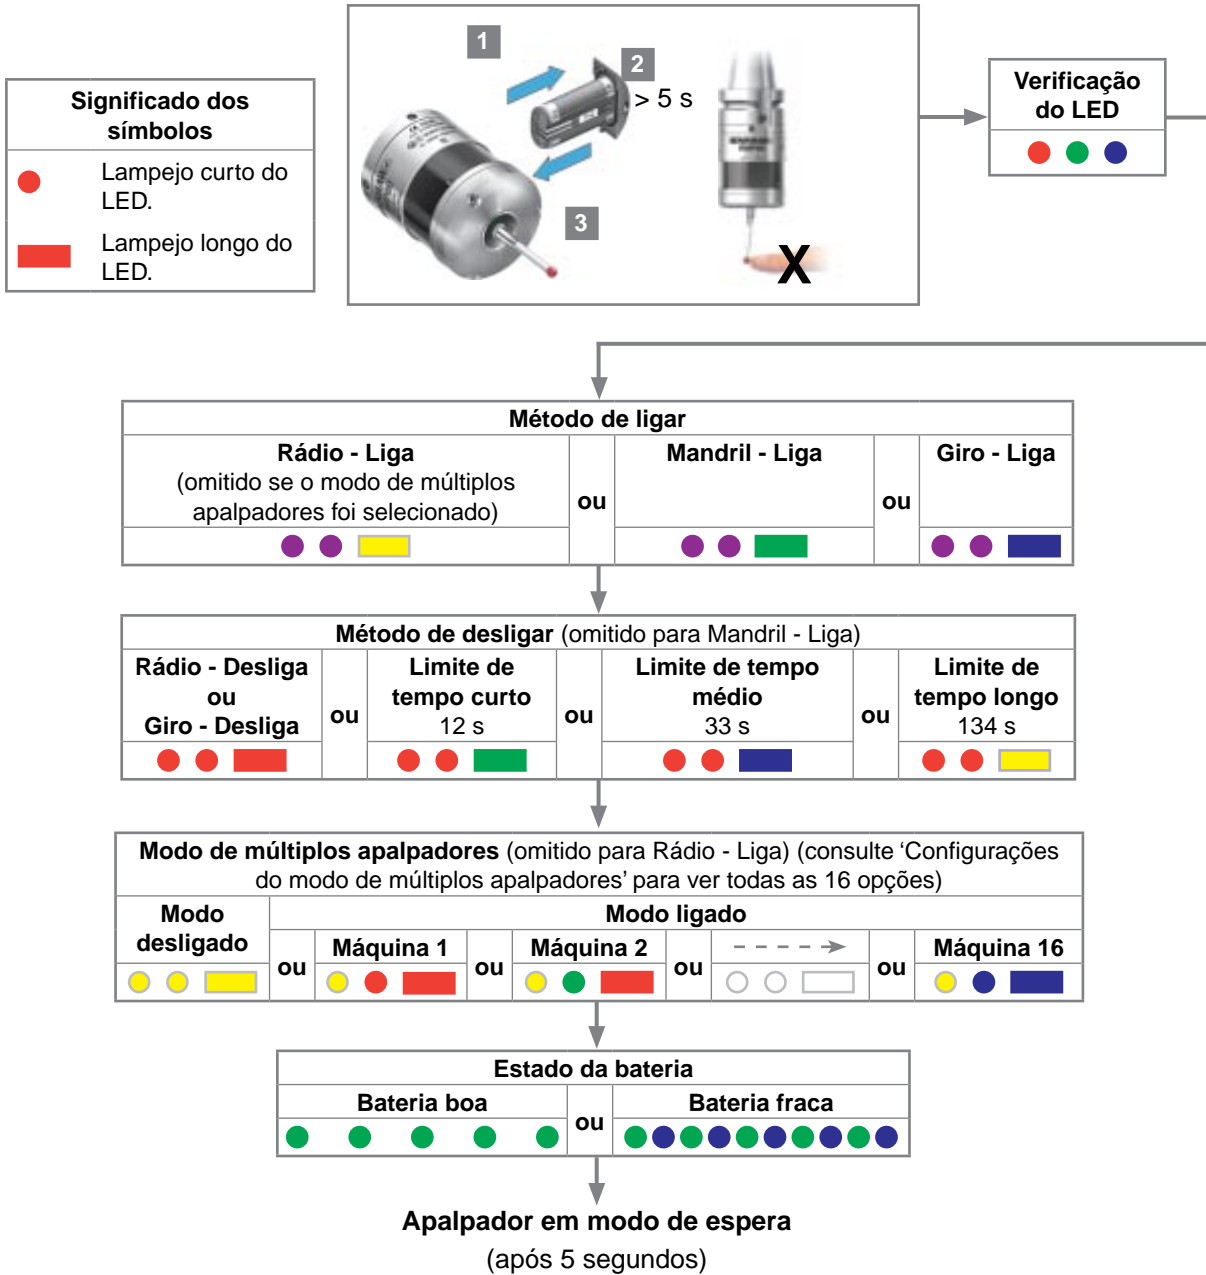 Significado dos
símbolos
Lampejo curto do
LED.
Lampejo longo do
LED.
1
2
> 5 s
3
X
Verificação
do LED
Método de ligar
Rádio - Liga
(omitido se o modo de múltiplos
apalpadores foi selecionado)
ou
Mandril - Liga
ou
Giro - Liga
Método de desligar (omitido para Mandril - Liga)
Rádio - Desliga
ou
Giro - Desliga
ou
Limite de
tempo curto
12 s
ou
Limite de tempo
médio
33 s
ou
Limite de
tempo longo
134 s
Modo de múltiplos apalpadores (omitido para Rádio - Liga) (consulte ‘Configurações
do modo de múltiplos apalpadores’ para ver todas as 16 opções)
Modo
desligado
Modo ligado
ou
Máquina 1
ou
Máquina 2
ou
ou
Máquina 16
Estado da bateria
Bateria boa
ou
Bateria fraca
Apalpador em modo de espera
(após 5 segundos)